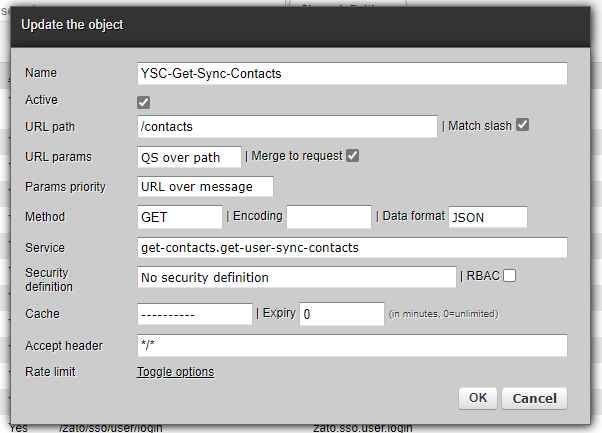 Update the object
Name YSC-Get-Sync-Contacts
Active
URL path /contacts | Match slash
URL params QS over path | Merge to request
Params priority URL over message
Method GET | Encoding | Data format JSON
Service get-contacts.get-user-sync-contacts
Security definition No security definition | RBAC
Cache ---------- | Expiry 0 (in minutes, 0=unlimited)
Accept header */*
Rate limit Toggle options
OK Cancel
Yes /zato/sso/user/login zato.sso.user.login